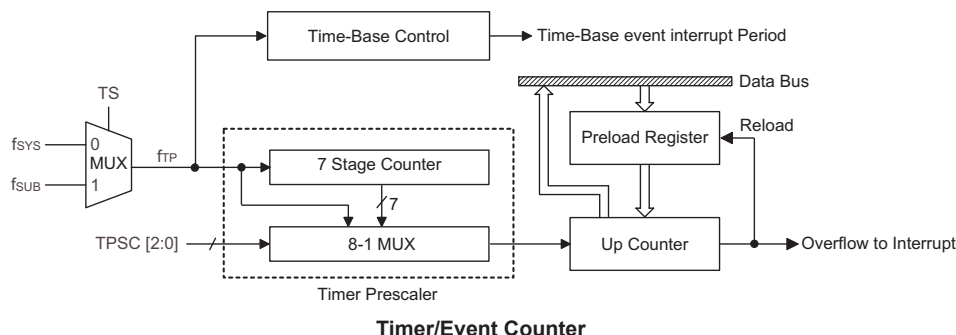 Time-Base Control
Time-Base event interrupt Period
Data Bus
TS
Preload Register
Reload
fSYS
0
MUX
fTP
7 Stage Counter
fSUB
1
7
TPSC [2:0]
8-1 MUX
Up Counter
Overflow to Interrupt
Timer Prescaler
Timer/Event Counter